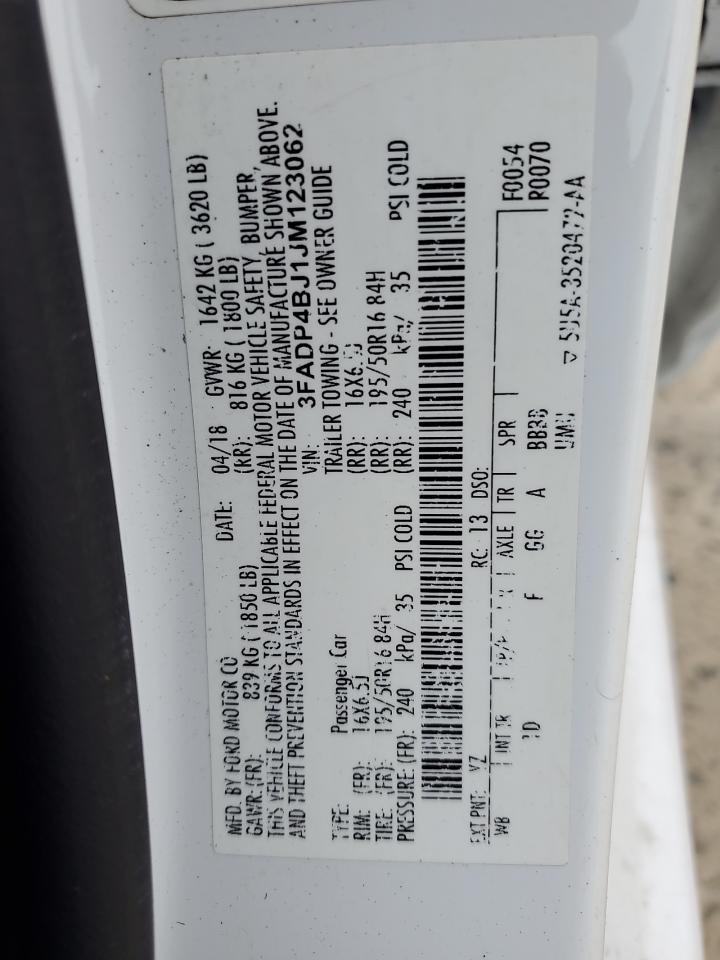 MFD. BY FORD MOTOR CO
DATE: 04/18 GVWR: 1642 KG ( 3620 LB)
GAWR: (FR): 839 KG ( 1850 LB) (RR): 816 KG ( 1800 LB)
THIS VEHICLE CONFORMS TO ALL APPLICABLE FEDERAL MOTOR VEHICLE SAFETY, BUMPER,
AND THEFT PREVENTION STANDARDS IN EFFECT ON THE DATE OF MANUFACTURE SHOWN ABOVE.
VIN: 3FADP4BJ1JM123062
TYPE: Passenger Car TRAILER TOWING - SEE OWNER GUIDE
RIM: (FR): 16X6.5J (RR): 16X6.5J
TIRE: (FR): 195/50R16 84H (RR): 195/50R16 84H
PRESSURE: (FR): 240 kPa/ 35 PSI COLD (RR): 240 kPa/ 35 PSI COLD
EXT PNT: YZ RC: 13 DSO: F0054
WB INT TR AXLE TR SPR R0070
F GG A BB3B
UMH
▽ 5U5A-3520472-AA